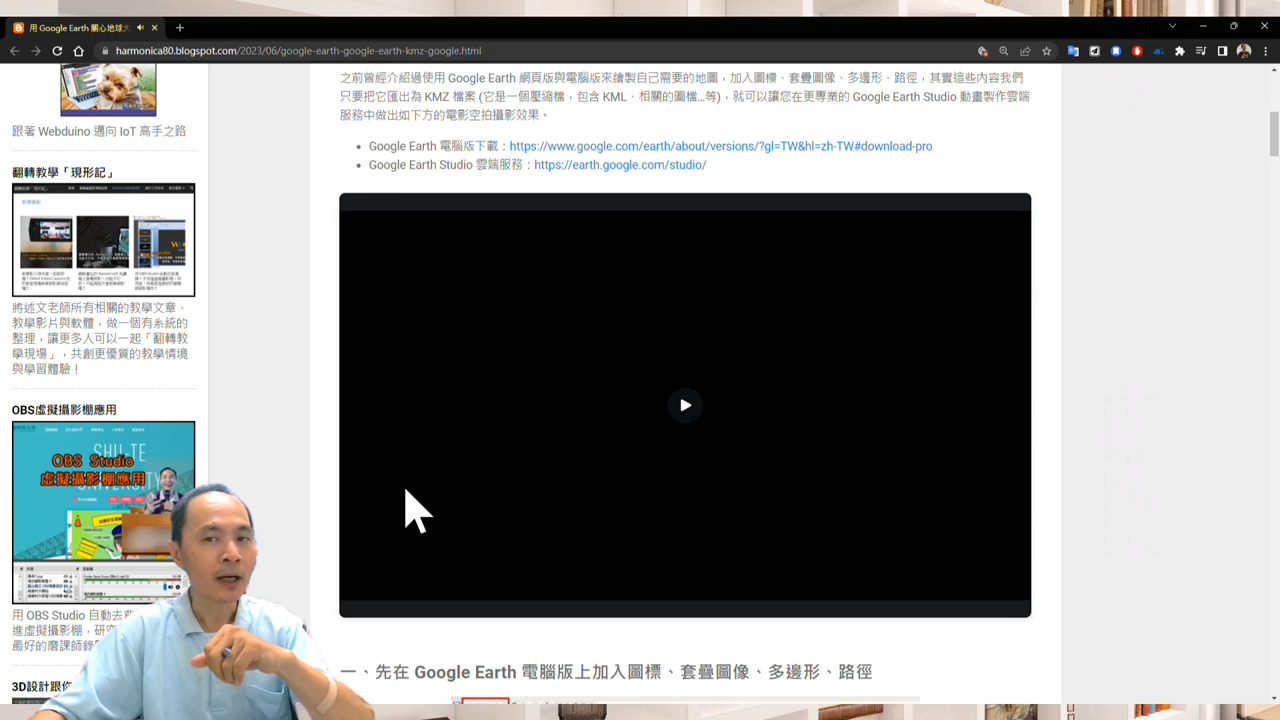 用 Google Earth 關心地球大
harmonica80.blogspot.com/2023/06/google-earth-google-earth-kmz-google.html
跟著 Webduino 邁向 IoT 高手之路
翻轉教學「現形記」
將述文老師所有相關的教學文章、
教學影片與軟體，做一個有系統的
整理，讓更多人可以一起「翻轉教
學現場」，共創更優質的教學情境
與學習體驗！
OBS虛擬攝影棚應用
SHU-TE
UNIVERSITY
OBS Studio
虛擬攝影棚應用
用 OBS Studio 自動去背
進虛擬攝影棚，研究
最好的磨課師錄
3D設計跟你
之前曾經介紹過使用 Google Earth 網頁版與電腦版來繪製自己需要的地圖，加入圖標、套疊圖像、多邊形、路徑，其實這些內容我們
只要把它匯出為 KMZ 檔案 (它是一個壓縮檔，包含 KML、相關的圖檔...等)，就可以讓您在更專業的 Google Earth Studio 動畫製作雲端
服務中做出如下方的電影空拍攝影效果。
Google Earth 電腦版下載：https://www.google.com/earth/about/versions/?gl=TW&hl=zh-TW#download-pro
Google Earth Studio 雲端服務：https://earth.google.com/studio/
一、先在 Google Earth 電腦版上加入圖標、套疊圖像、多邊形、路徑